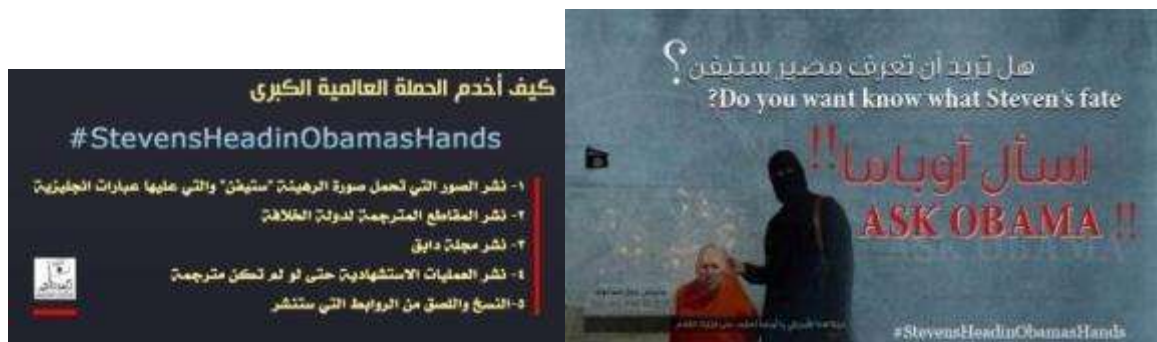 كيف أخدم الحملة العالمية الكبرى
#StevensHeadinObamasHands
١- نشر الصور التي تحمل صورة الرهينة "ستيفن" والتي عليها عبارات انجليزية
٢- نشر المقاطع المترجمة لدولة الخلافة
٣- نشر مجلة دابق
٤- نشر العمليات الاستشهادية حتى لو لم تكن مترجمة
٥-النسخ واللصق من الروابط التي ستنشر
هل تريد أن تعرف مصير ستيفن؟
?Do you want know what Steven's fate
اسأل أوباما!!
ASK OBAMA !!
#StevensHeadinObamasHands